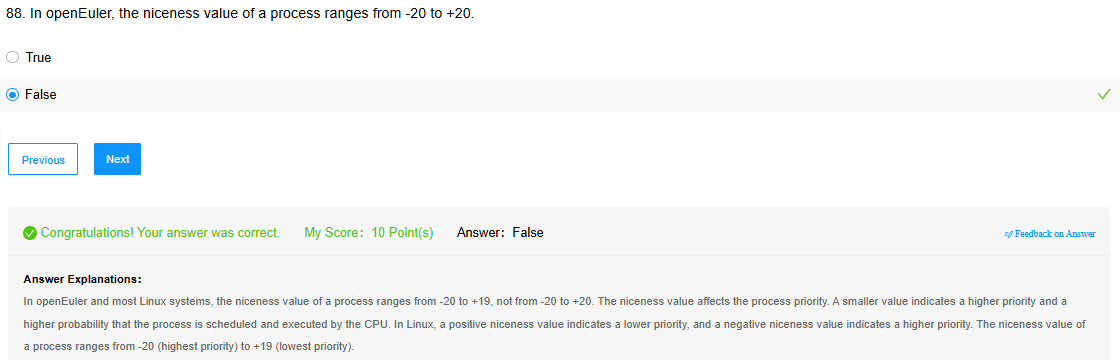 88. In openEuler, the niceness value of a process ranges from -20 to +20.
True
False
Previous
Next
Congratulations! Your answer was correct. My Score: 10 Point(s) Answer: False Feedback on Answer
Answer Explanations:
In openEuler and most Linux systems, the niceness value of a process ranges from -20 to +19, not from -20 to +20. The niceness value affects the process priority. A smaller value indicates a higher priority and a
higher probability that the process is scheduled and executed by the CPU. In Linux, a positive niceness value indicates a lower priority, and a negative niceness value indicates a higher priority. The niceness value of
a process ranges from -20 (highest priority) to +19 (lowest priority).